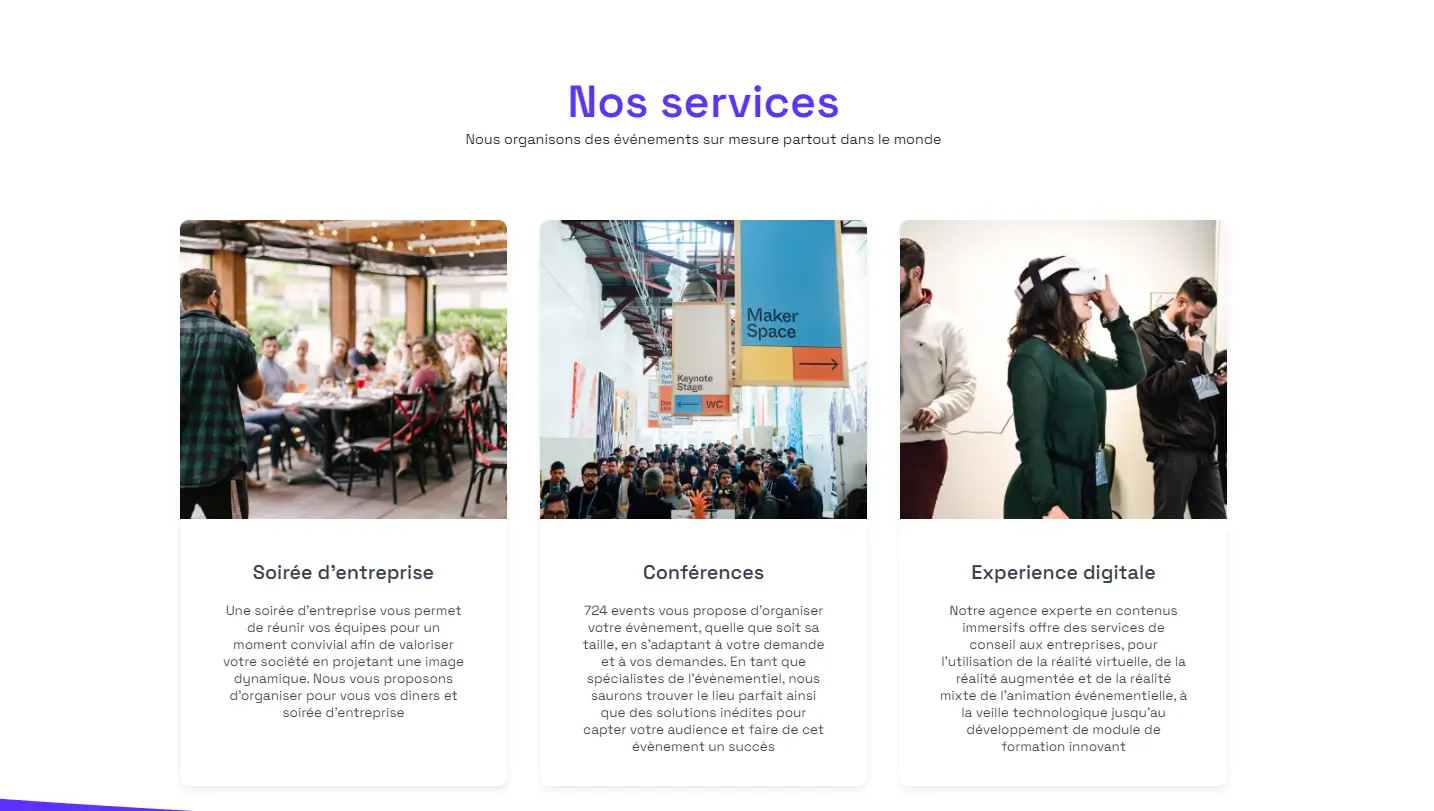 Nos services
Nous organisons des événements sur mesure partout dans le monde
Maker
Space
Keynote
Stage
WC
WC
Soirée d'entreprise
Une soirée d'entreprise vous permet
de réunir vos équipes pour un
moment convivial afin de valoriser
votre société en projetant une image
dynamique. Nous vous proposons
d'organiser pour vous vos diners et
soirée d'entreprise
Conférences
724 events vous propose d'organiser
votre évènement, quelle que soit sa
taille, en s'adaptant à votre demande
et à vos demandes. En tant que
spécialistes de l'évènementiel, nous
saurons trouver le lieu parfait ainsi
que des solutions inédites pour
capter votre audience et faire de cet
évènement un succès
Experience digitale
Notre agence experte en contenus
immersifs offre des services de
conseil aux entreprises, pour
l'utilisation de la réalité virtuelle, de la
réalité augmentée et de la réalité
mixte de l'animation événementielle, à
la veille technologique jusqu'au
développement de module de
formation innovant